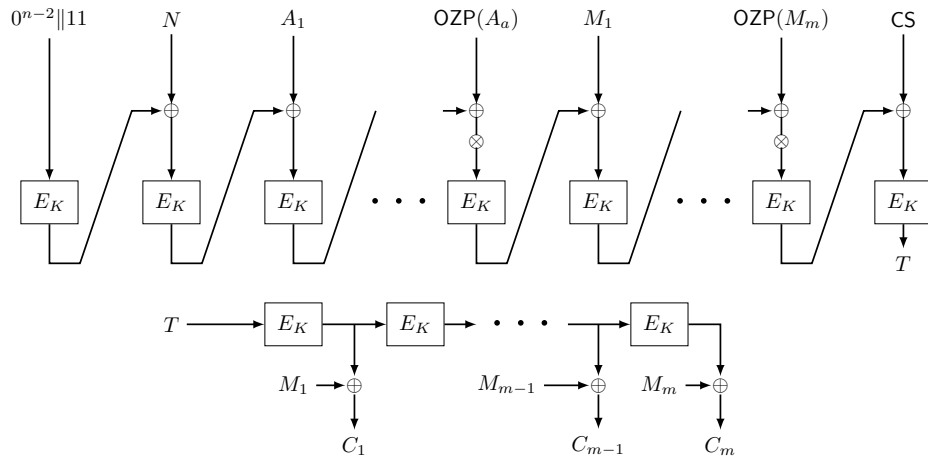 0^{n-2}∥11 N A_1 OZP(A_a) M_1 OZP(M_m) CS
E_K E_K E_K • • • E_K E_K • • • E_K E_K
T
T E_K E_K • • • E_K
M_1 M_{m-1} M_m
C_1 C_{m-1} C_m